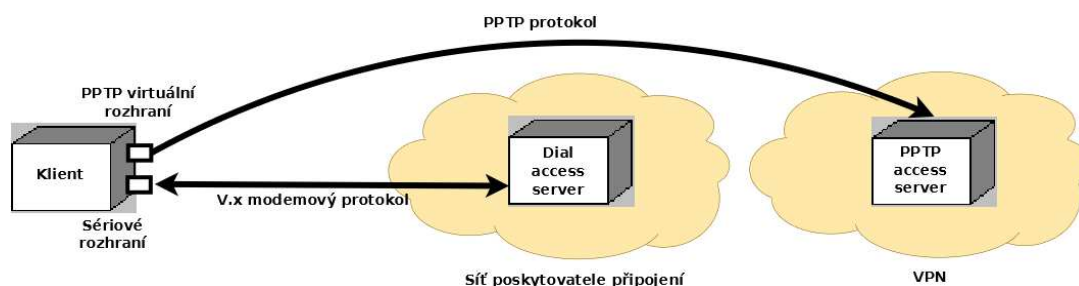 PPTP protokol
PPTP virtuální
rozhraní
Klient
Sériové
rozhraní
V.x modemový protokol
Dial
access
server
Síť poskytovatele připojení
PPTP
access
server
VPN